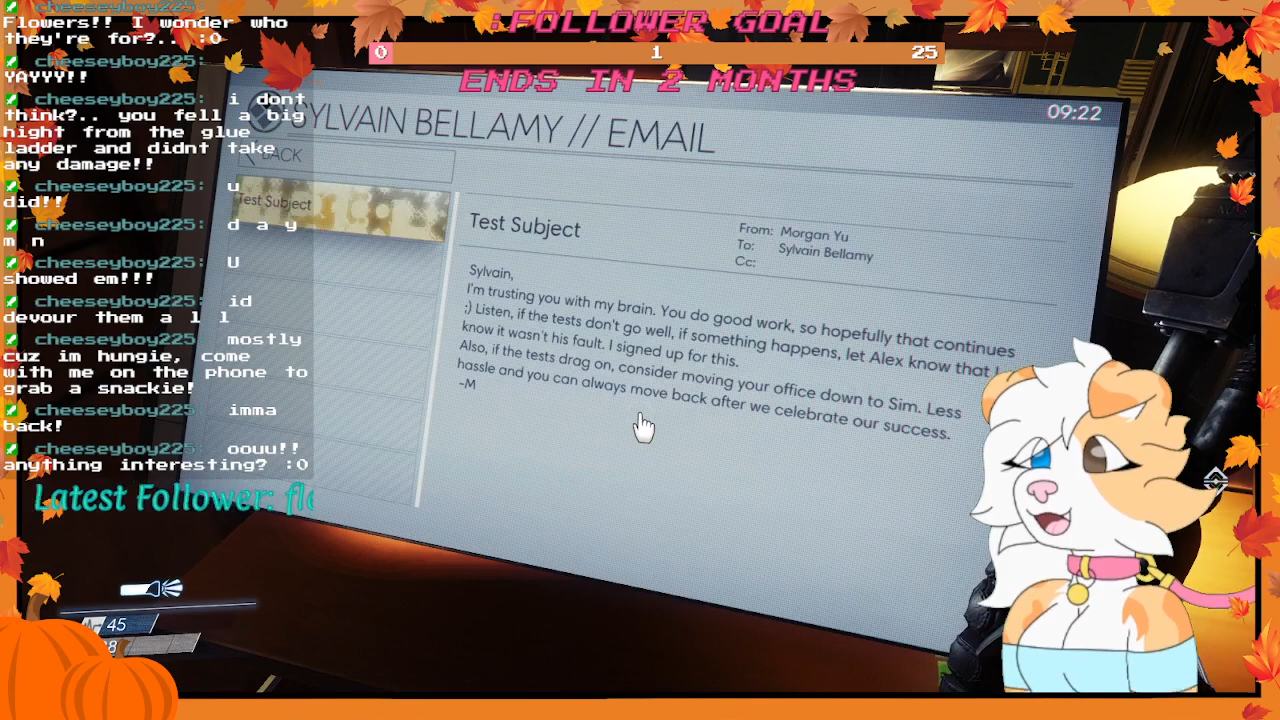 cheeseyboy225:
Flowers!! I wonder who
they're for?.. :O
cheeseyboy225:
YAYYY!!
cheeseyboy225: i dont
think?.. you fell a big
hight from the glue
ladder and didnt take
any damage!!
cheeseyboy225: u
did!!
cheeseyboy225: d a y
m n
cheeseyboy225: U
showed em!!!
cheeseyboy225: id
devour them a l l
cheeseyboy225: mostly
cuz im hungie, come
with me on the phone to
grab a snackie!
cheeseyboy225: imma
back!
cheeseyboy225: oouu!!
anything interesting? :O
Latest Follower:
:FOLLOWER GOAL
0 1 25
ENDS IN 2 MONTHS
09:22
SYLVAIN BELLAMY // EMAIL
BACK
Test Subject
Test Subject
From: Morgan Yu
To: Sylvain Bellamy
Cc:
Sylvain,
I'm trusting you with my brain. You do good work, so hopefully that continues
;) Listen, if the tests don't go well, if something happens, let Alex know that I
know it wasn't his fault. I signed up for this.
Also, if the tests drag on, consider moving your office down to Sim. Less
hassle and you can always move back after we celebrate our success.
-M
45